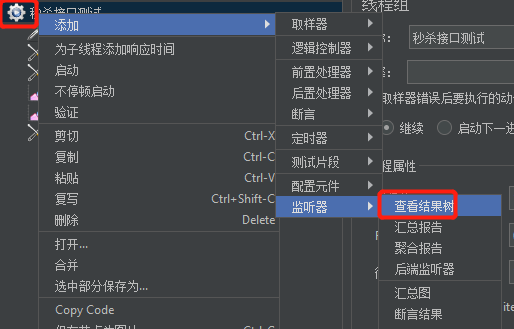 秒杀接口测试
添加
为子线程添加响应时间
启动
不停顿启动
验证
剪切 Ctrl-X
复制 Ctrl-C
粘贴 Ctrl-V
复写 Ctrl+Shift-C
删除 Delete
打开...
合并
选中部分保存为...
Copy Code
取样器
逻辑控制器
前置处理器
后置处理器
断言
定时器
测试片段
配置元件
监听器
查看结果树
汇总报告
聚合报告
后端监听器
汇总图
断言结果
线程组
秒杀接口测试
取样器错误后要执行的动
继续
启动下一
程属性